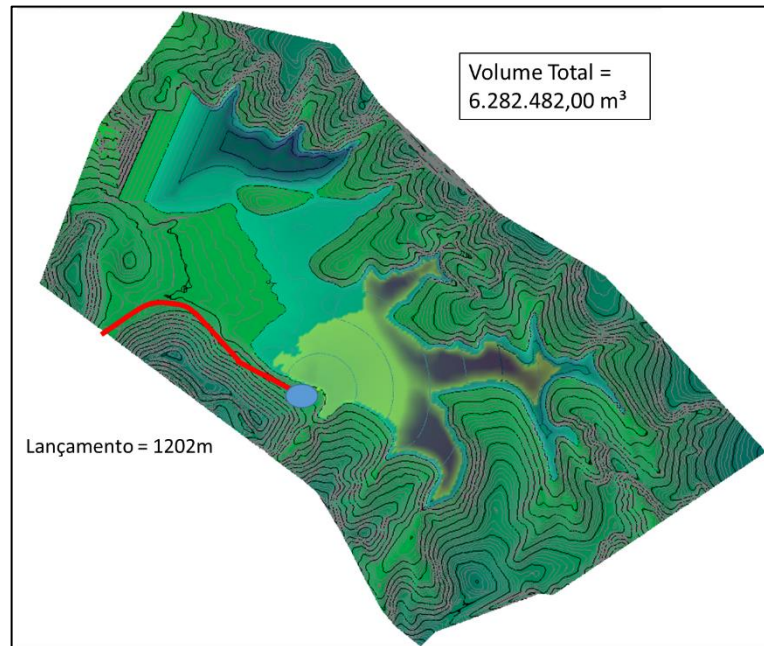 Volume Total =
6.282.482,00 m³
Lançamento = 1202m